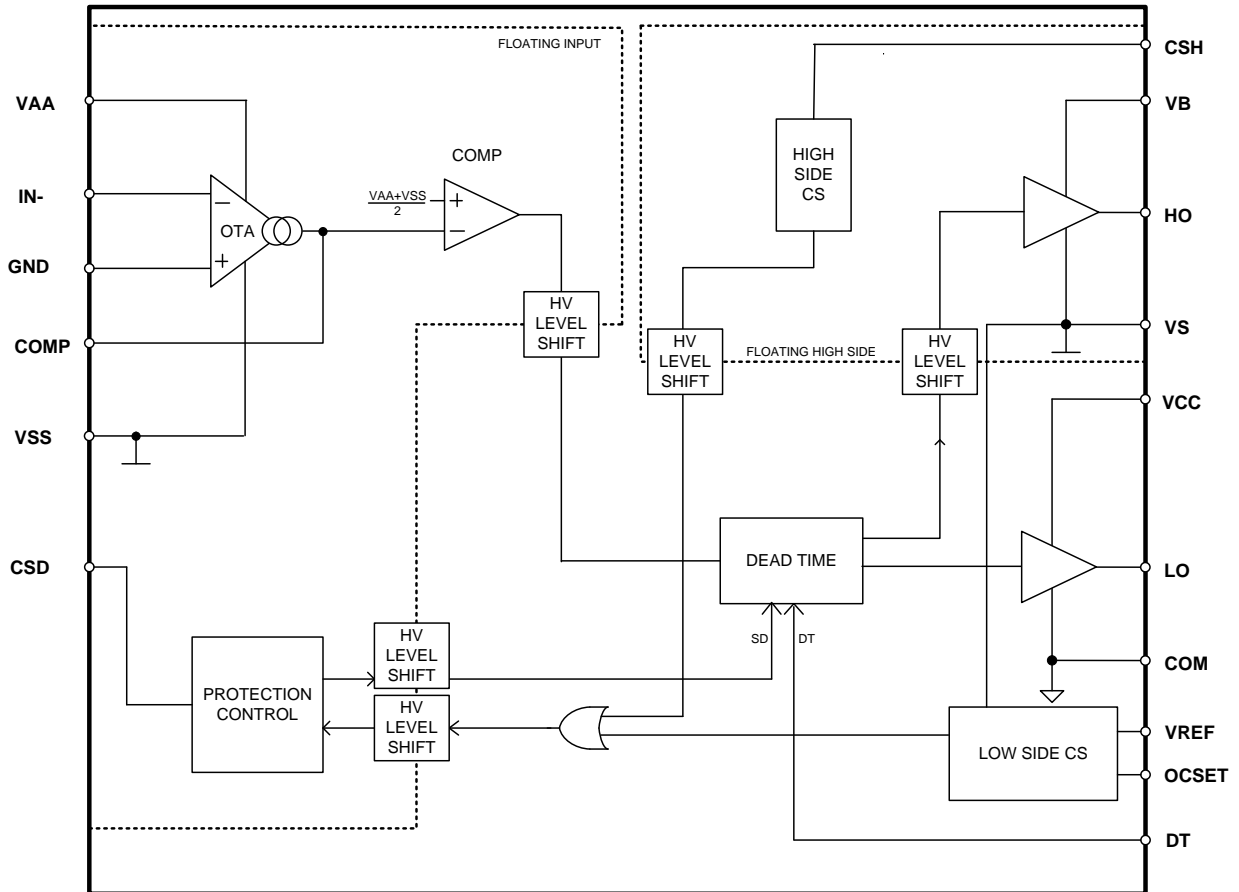 FLOATING INPUT
CSH
VAA
VB
COMP
HIGH
SIDE
CS
IN-
VAA+VSS
2
+
−
−
OTA
+
HO
GND
HV
LEVEL
SHIFT
COMP
HV
LEVEL
SHIFT
FLOATING HIGH SIDE
HV
LEVEL
SHIFT
VS
VCC
VSS
CSD
DEAD TIME
LO
SD
DT
HV
LEVEL
SHIFT
COM
PROTECTION
CONTROL
HV
LEVEL
SHIFT
LOW SIDE CS
VREF
OCSET
DT